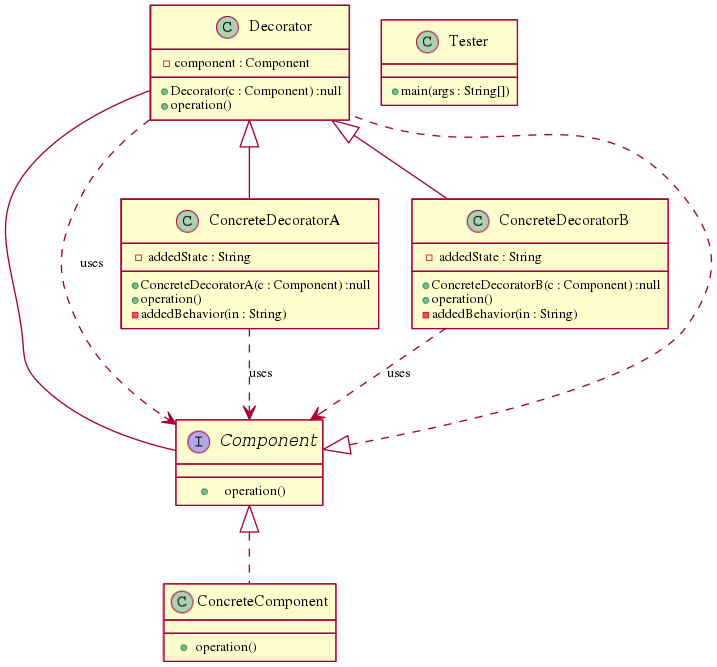 C Decorator
component : Component
Decorator(c : Component) :null
operation()
C Tester
main(args : String[])
uses
C ConcreteDecoratorA
addedState : String
ConcreteDecoratorA(c : Component) :null
operation()
addedBehavior(in : String)
C ConcreteDecoratorB
addedState : String
ConcreteDecoratorB(c : Component) :null
operation()
addedBehavior(in : String)
uses
uses
I Component
operation()
C ConcreteComponent
operation()